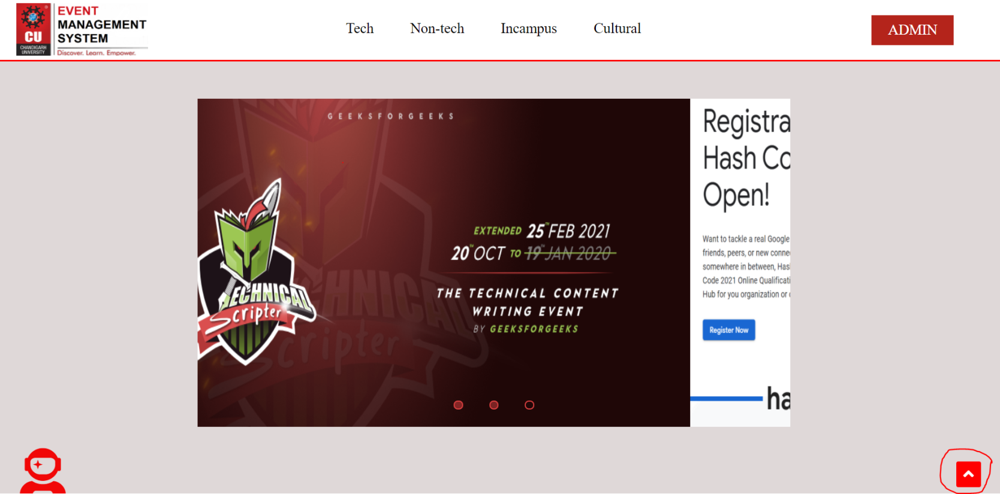 EVENT
MANAGEMENT
SYSTEM
CU
CHANDIGARH
UNIVERSITY
Discover. Learn. Empower.
Tech
Non-tech
Incampus
Cultural
ADMIN
GEEKSFORGEEKS
EXTENDED 25TH FEB 2021
20TH OCT TO 19TH JAN 2020
THE TECHNICAL CONTENT
WRITING EVENT
BY GEEKSFORGEEKS
TECHNICAL
Scripter
TECHNICAL
Scripter
Registra
Hash Co
Open!
Want to tackle a real Google
friends, peers, or new conne
somewhere in between, Has
Code 2021 Online Qualificati
Hub for you organization or
Register Now
ha